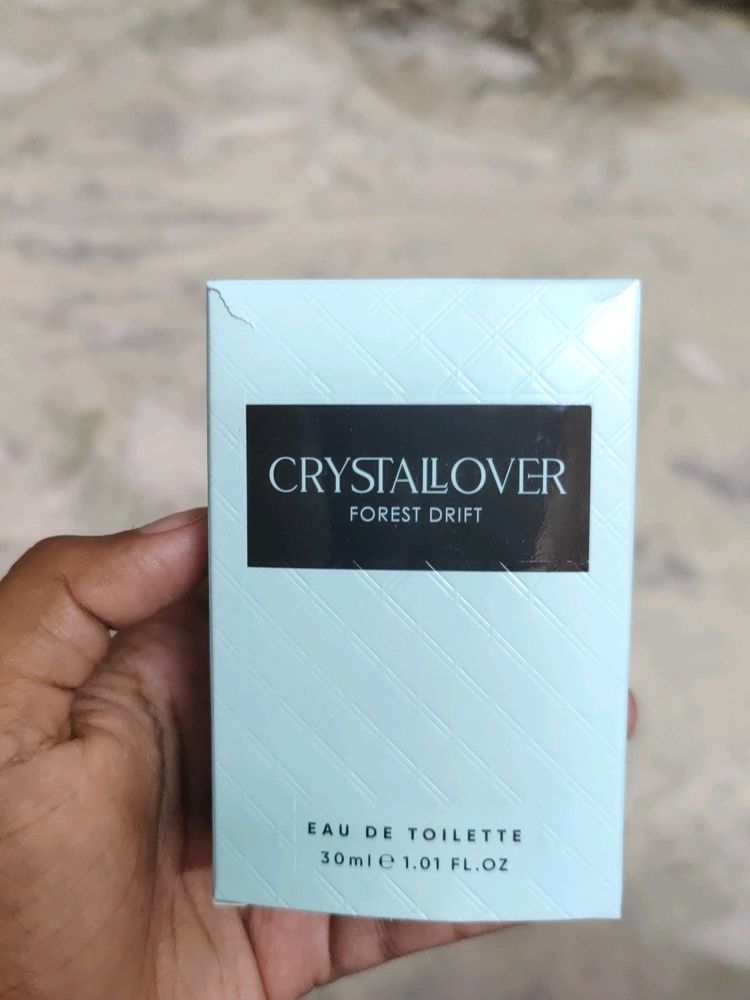 CRYSTALLOVER
FOREST DRIFT
EAU DE TOILETTE
30ml ℮ 1.01 FL.OZ